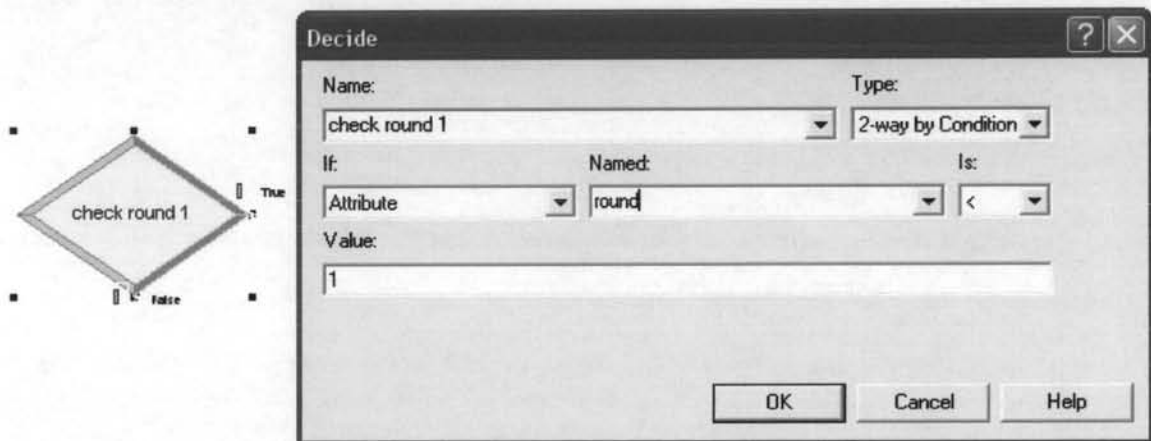 Decide
Name:
Type:
check round 1
2-way by Condition
If:
Named:
Is:
Attribute
round
<
Value:
1
check round 1
True
False
OK
Cancel
Help